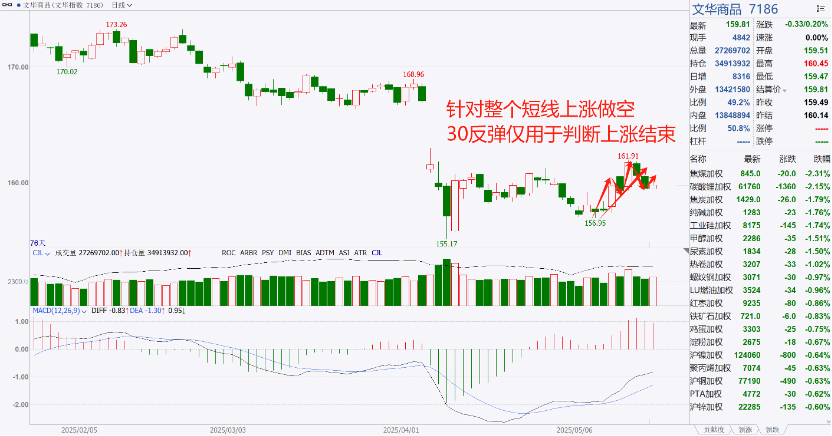 文华商品(文华指数 7186) 日线
173.26
170.02
170.00
168.96
针对整个短线上涨做空
30反弹仅用于判断上涨结束
161.91
160.00
156.95
155.17
76天
CJL 成交量 27269702.00↑持仓量 34913932.00↑ ROC ARBR PSY DMI BIAS ADTM ASI ATR CJL
2300
MACD(12,26,9) DIFF -0.83↑DEA -1.30↑ 0.95↓
1.00
0.00
-1.00
-2.00
2025/02/05 2025/03/03 2025/04/01 2025/05/06
文华商品 7186
最新 159.81 涨跌 -0.33/0.20%
现手 4842 速涨 0.00%
总量 27269702 开盘 159.51
持仓 34913932 最高 160.45
日增 8316 最低 159.47
外盘 13421580 结算价 159.81
比例 49.2% 昨收 159.49
内盘 13848894 昨结 160.14
比例 50.8% 涨停 -----
杠杆 ----- 跌停 -----
名称 最新 涨跌 跌幅
焦煤加权 845.0 -20.0 -2.31%
碳酸锂加权 61760 -1360 -2.15%
焦炭加权 1429.0 -26.0 -1.79%
纯碱加权 1283 -23 -1.76%
工业硅加权 8175 -145 -1.74%
甲醇加权 2286 -35 -1.51%
尿素加权 1834 -28 -1.50%
热卷加权 3207 -33 -1.02%
螺纹钢加权 3071 -30 -0.97%
LU燃油加权 3524 -34 -0.96%
红枣加权 9235 -80 -0.86%
铁矿石加权 721.0 -6.0 -0.83%
鸡蛋加权 3303 -25 -0.75%
淀粉加权 2675 -18 -0.67%
沪镍加权 124060 -800 -0.64%
聚丙烯加权 7044 -45 -0.63%
沪铜加权 77190 -490 -0.63%
PTA加权 4772 -30 -0.62%
沪锌加权 22285 -135 -0.60%
贡献度 领涨 领跌